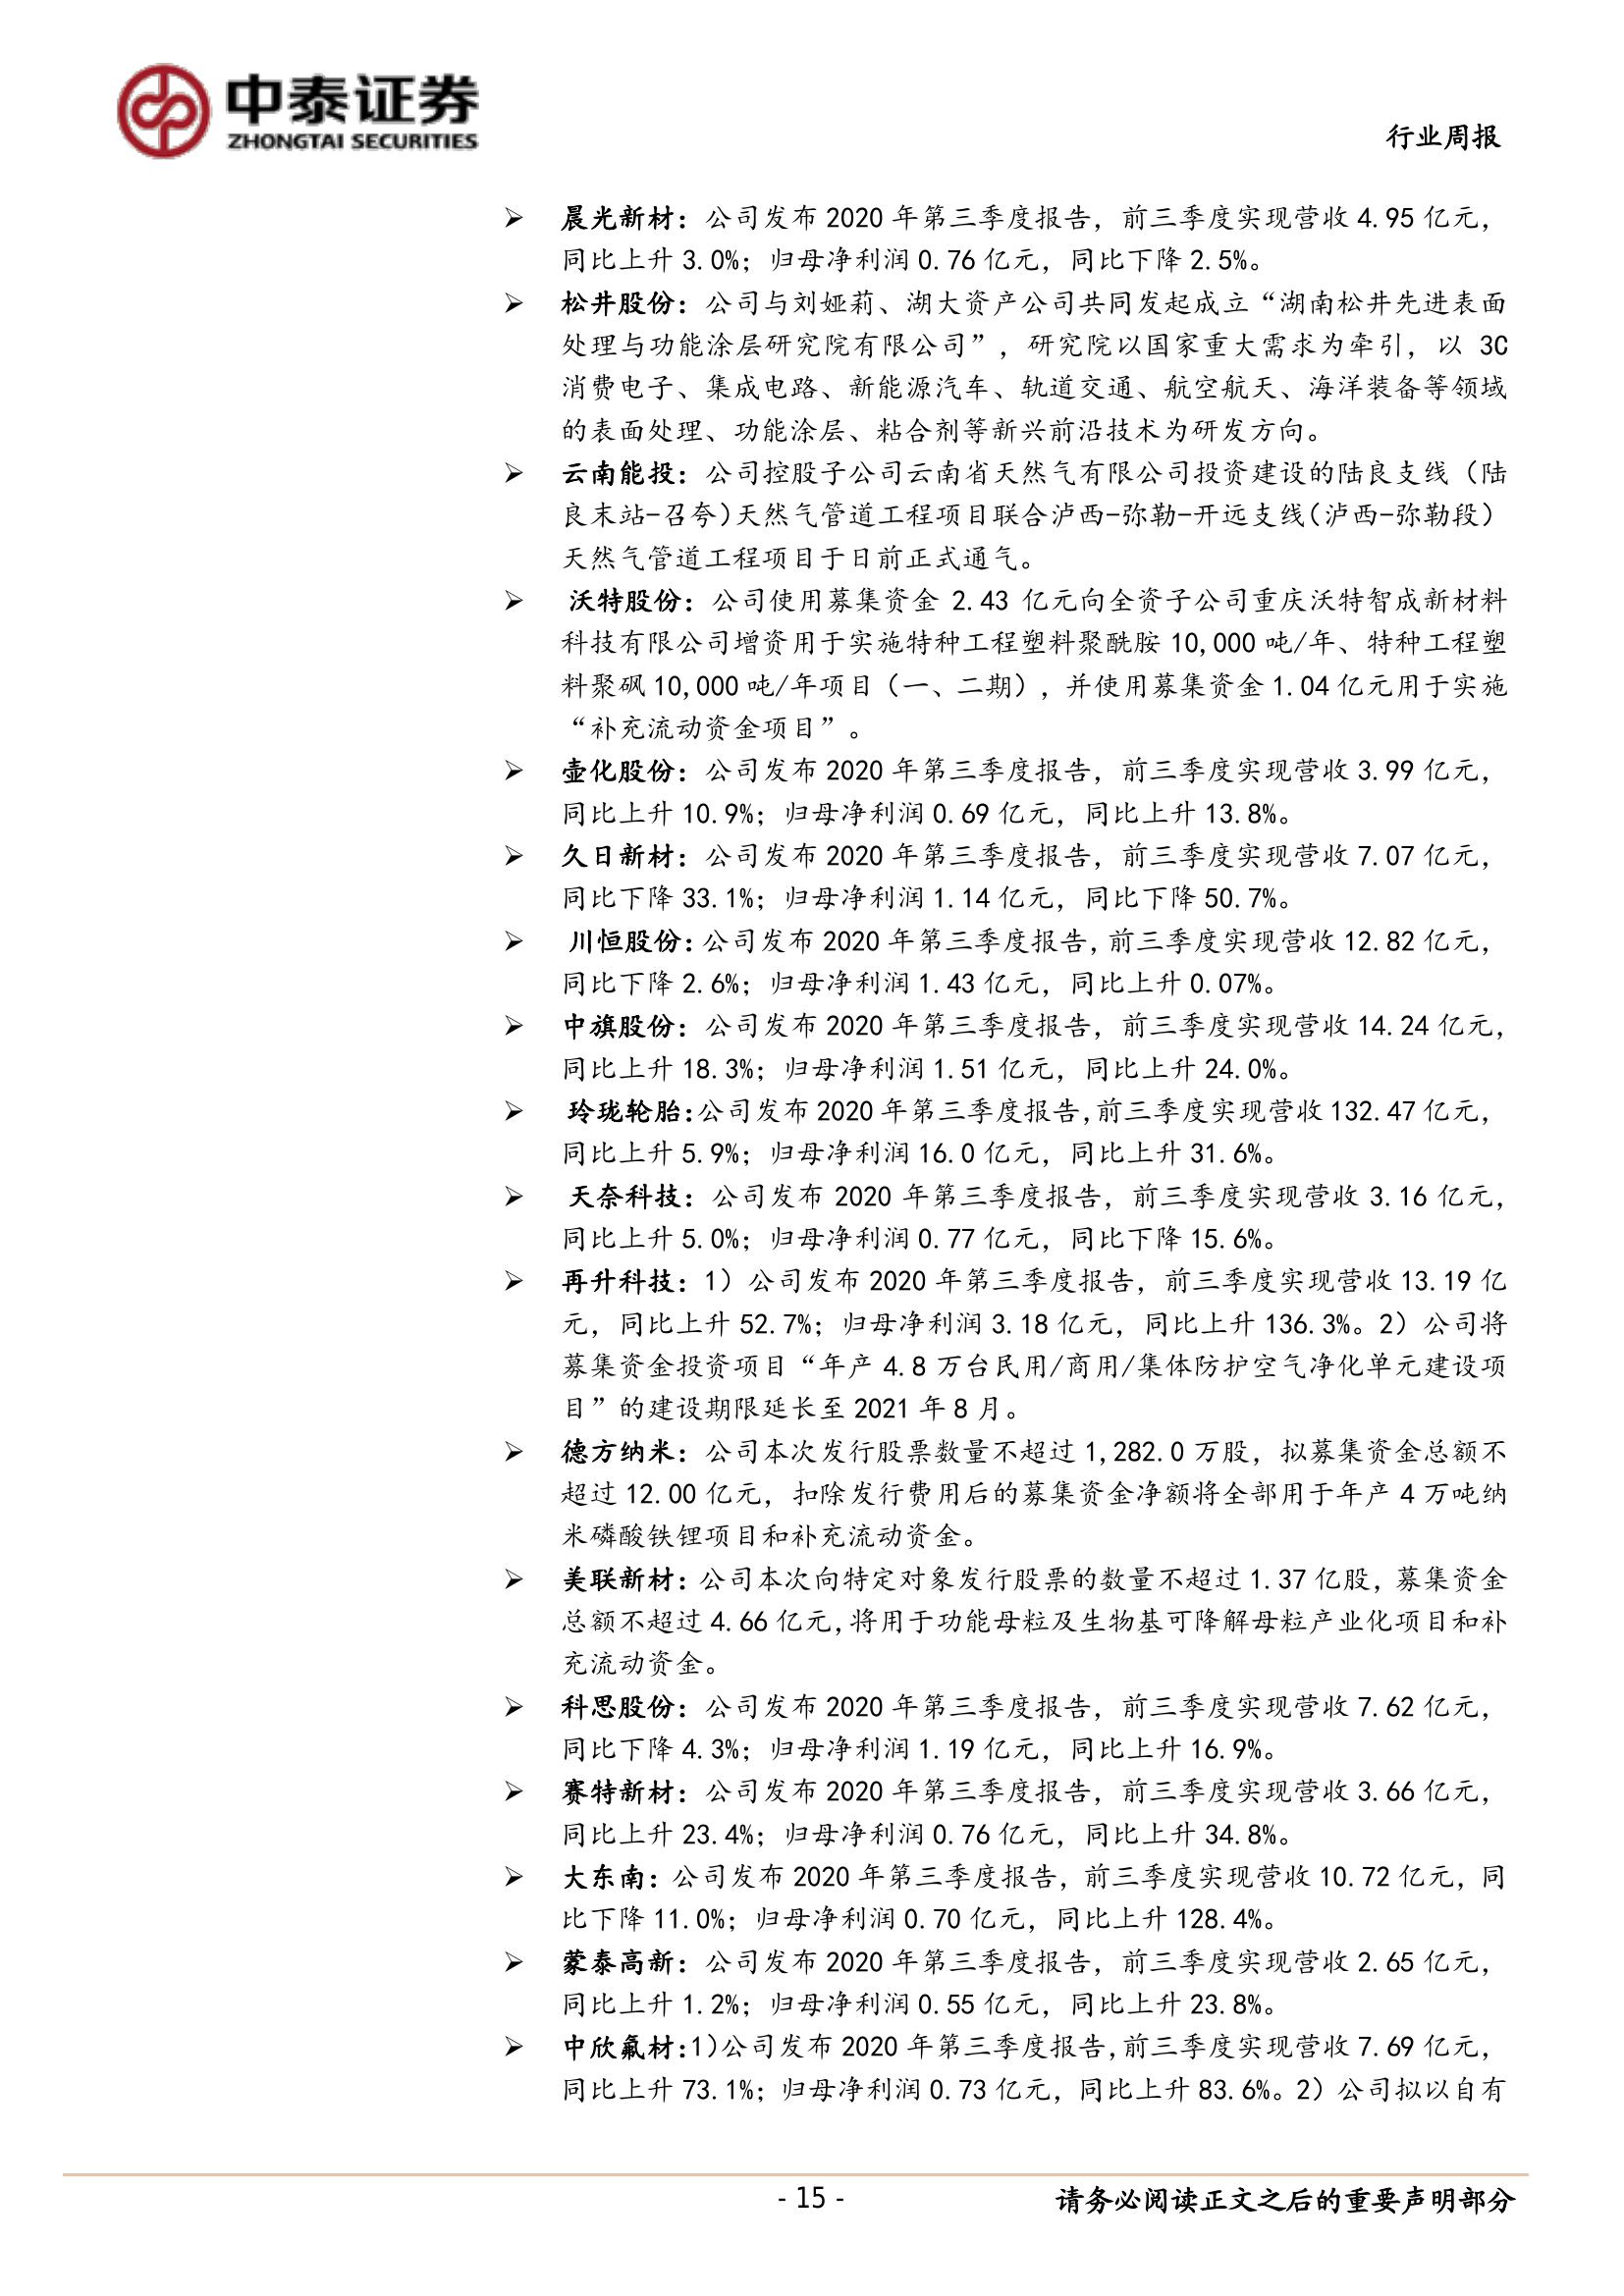 中泰证券
ZHONGTAI SECURITIES
行业周报
➢ 晨光新材：公司发布 2020 年第三季度报告，前三季度实现营收 4.95 亿元，
同比上升 3.0%；归母净利润 0.76 亿元，同比下降 2.5%。
➢ 松井股份：公司与刘娅莉、湖大资产公司共同发起成立“湖南松井先进表面
处理与功能涂层研究院有限公司”，研究院以国家重大需求为牵引，以 3C
消费电子、集成电路、新能源汽车、轨道交通、航空航天、海洋装备等领域
的表面处理、功能涂层、粘合剂等新兴前沿技术为研发方向。
➢ 云南能投：公司控股子公司云南省天然气有限公司投资建设的陆良支线（陆
良末站-召夸)天然气管道工程项目联合泸西-弥勒-开远支线(泸西-弥勒段）
天然气管道工程项目于日前正式通气。
➢ 沃特股份：公司使用募集资金 2.43 亿元向全资子公司重庆沃特智成新材料
科技有限公司增资用于实施特种工程塑料聚酰胺 10,000 吨/年、特种工程塑
料聚砜 10,000 吨/年项目（一、二期），并使用募集资金 1.04 亿元用于实施
“补充流动资金项目”。
➢ 壶化股份：公司发布 2020 年第三季度报告，前三季度实现营收 3.99 亿元，
同比上升 10.9%；归母净利润 0.69 亿元，同比上升 13.8%。
➢ 久日新材：公司发布 2020 年第三季度报告，前三季度实现营收 7.07 亿元，
同比下降 33.1%；归母净利润 1.14 亿元，同比下降 50.7%。
➢ 川恒股份：公司发布 2020 年第三季度报告，前三季度实现营收 12.82 亿元，
同比下降 2.6%；归母净利润 1.43 亿元，同比上升 0.07%。
➢ 中旗股份：公司发布 2020 年第三季度报告，前三季度实现营收 14.24 亿元，
同比上升 18.3%；归母净利润 1.51 亿元，同比上升 24.0%。
➢ 玲珑轮胎：公司发布 2020 年第三季度报告，前三季度实现营收 132.47 亿元，
同比上升 5.9%；归母净利润 16.0 亿元，同比上升 31.6%。
➢ 天奈科技：公司发布 2020 年第三季度报告，前三季度实现营收 3.16 亿元，
同比上升 5.0%；归母净利润 0.77 亿元，同比下降 15.6%。
➢ 再升科技：1）公司发布 2020 年第三季度报告，前三季度实现营收 13.19 亿
元，同比上升 52.7%；归母净利润 3.18 亿元，同比上升 136.3%。2）公司将
募集资金投资项目“年产 4.8 万台民用/商用/集体防护空气净化单元建设项
目”的建设期限延长至 2021 年 8 月。
➢ 德方纳米：公司本次发行股票数量不超过 1,282.0 万股，拟募集资金总额不
超过 12.00 亿元，扣除发行费用后的募集资金净额将全部用于年产 4 万吨纳
米磷酸铁锂项目和补充流动资金。
➢ 美联新材：公司本次向特定对象发行股票的数量不超过 1.37 亿股，募集资金
总额不超过 4.66 亿元,将用于功能母粒及生物基可降解母粒产业化项目和补
充流动资金。
➢ 科思股份：公司发布 2020 年第三季度报告，前三季度实现营收 7.62 亿元，
同比下降 4.3%；归母净利润 1.19 亿元，同比上升 16.9%。
➢ 赛特新材：公司发布 2020 年第三季度报告，前三季度实现营收 3.66 亿元，
同比上升 23.4%；归母净利润 0.76 亿元，同比上升 34.8%。
➢ 大东南：公司发布 2020 年第三季度报告，前三季度实现营收 10.72 亿元，同
比下降 11.0%；归母净利润 0.70 亿元，同比上升 128.4%。
➢ 蒙泰高新：公司发布 2020 年第三季度报告，前三季度实现营收 2.65 亿元，
同比上升 1.2%；归母净利润 0.55 亿元，同比上升 23.8%。
➢ 中欣氟材：1)公司发布 2020 年第三季度报告,前三季度实现营收 7.69 亿元，
同比上升 73.1%；归母净利润 0.73 亿元，同比上升 83.6%。2）公司拟以自有
- 15 -
请务必阅读正文之后的重要声明部分